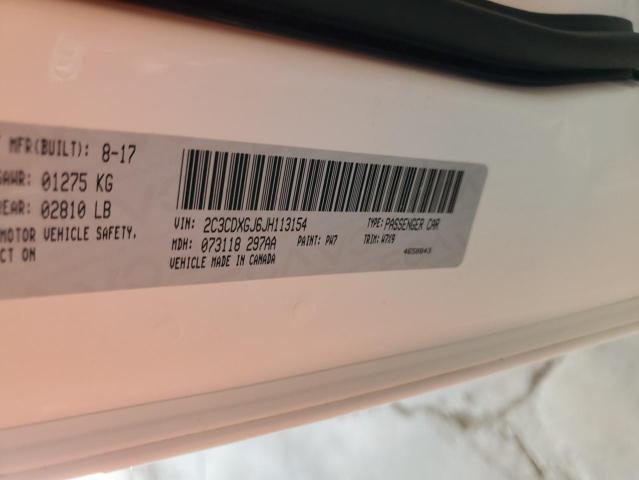 MFR(BUILT): 8-17
GAWR: 01275 KG
REAR: 02810 LB
MOTOR VEHICLE SAFETY,
CT ON
VIN: 2C3CDXGJ6JH113154 TYPE: PASSENGER CAR
MDH: 073118 297AA PAINT: PW7 TRIM: W7X9
VEHICLE MADE IN CANADA 46S0043